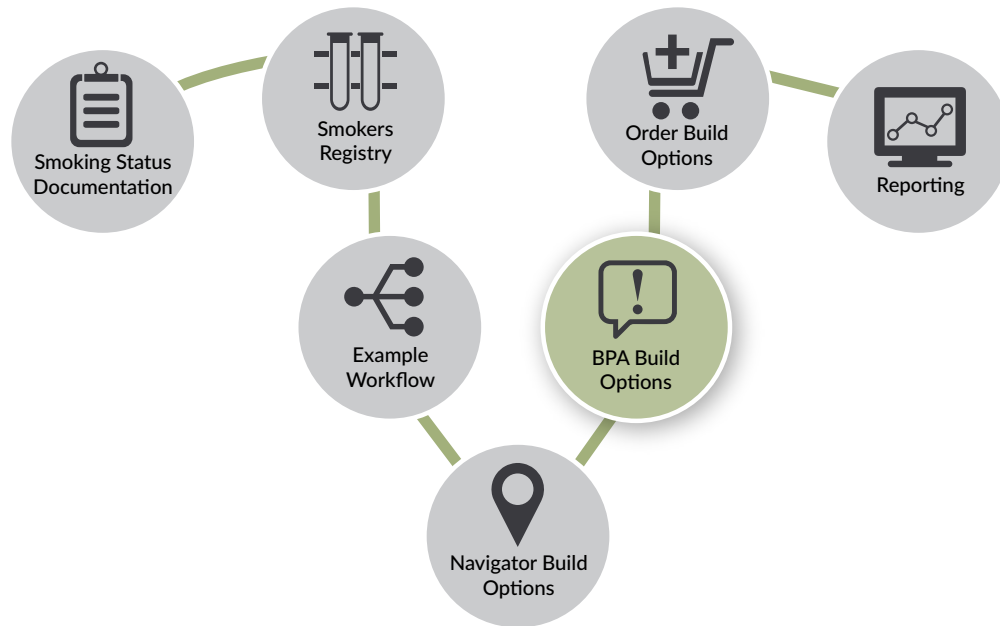 Smoking Status
Documentation
Smokers
Registry
Example
Workflow
Navigator Build
Options
BPA Build
Options
Order Build
Options
Reporting